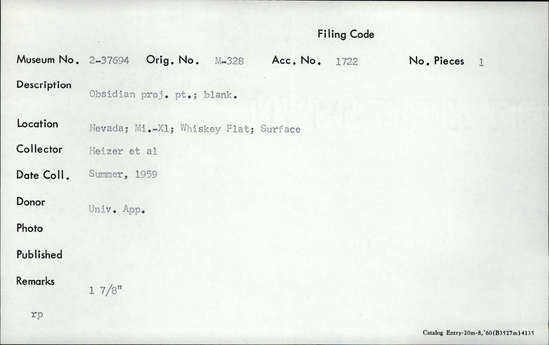 Filing Code
Museum No. 2-37694 Orig. No. M-328 Acc. No. 1722 No. Pieces 1
Description
Obsidian proj. pt.; blank.
Location Nevada; Mi.-X1; Whiskey Flat; Surface
Collector Heizer et al
Date Coll. Summer, 1959
Donor Univ. App.
Photo
Published
Remarks 1 7/8"
rp
Catalog Entry-20m-8,'60(B3527m)4135